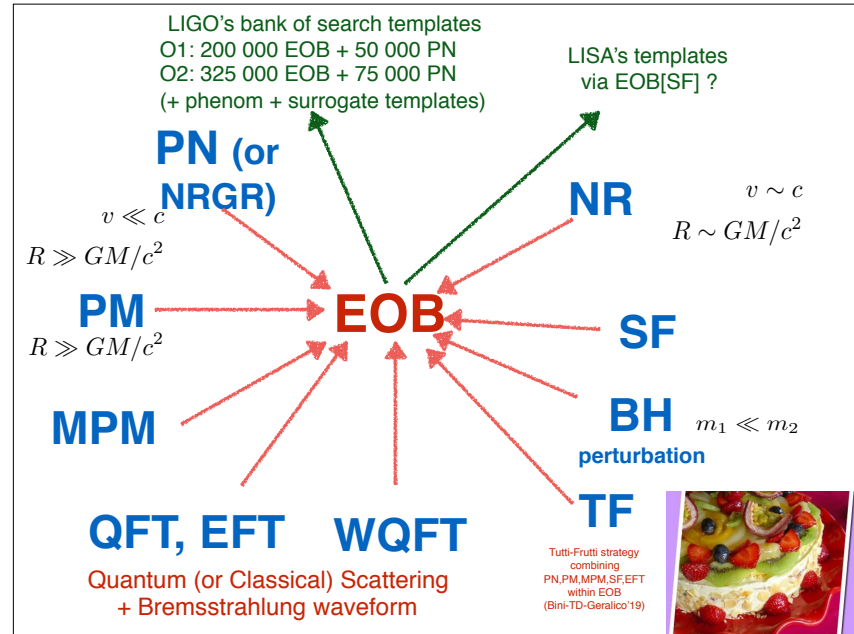 LIGO's bank of search templates
O1: 200 000 EOB + 50 000 PN
O2: 325 000 EOB + 75 000 PN
(+ phenom + surrogate templates)
LISA's templates
via EOB[SF] ?
PN (or
NRGR)
v ≪ c
R ≫ GM/c²
NR
v ∼ c
R ∼ GM/c²
PM
R ≫ GM/c²
EOB
SF
MPM
BH
perturbation
m₁ ≪ m₂
QFT, EFT
WQFT
TF
Quantum (or Classical) Scattering
+ Bremsstrahlung waveform
Tutti-Frutti strategy
combining
PN,PM,MPM,SF,EFT
within EOB
(Bini-TD-Geralico'19)